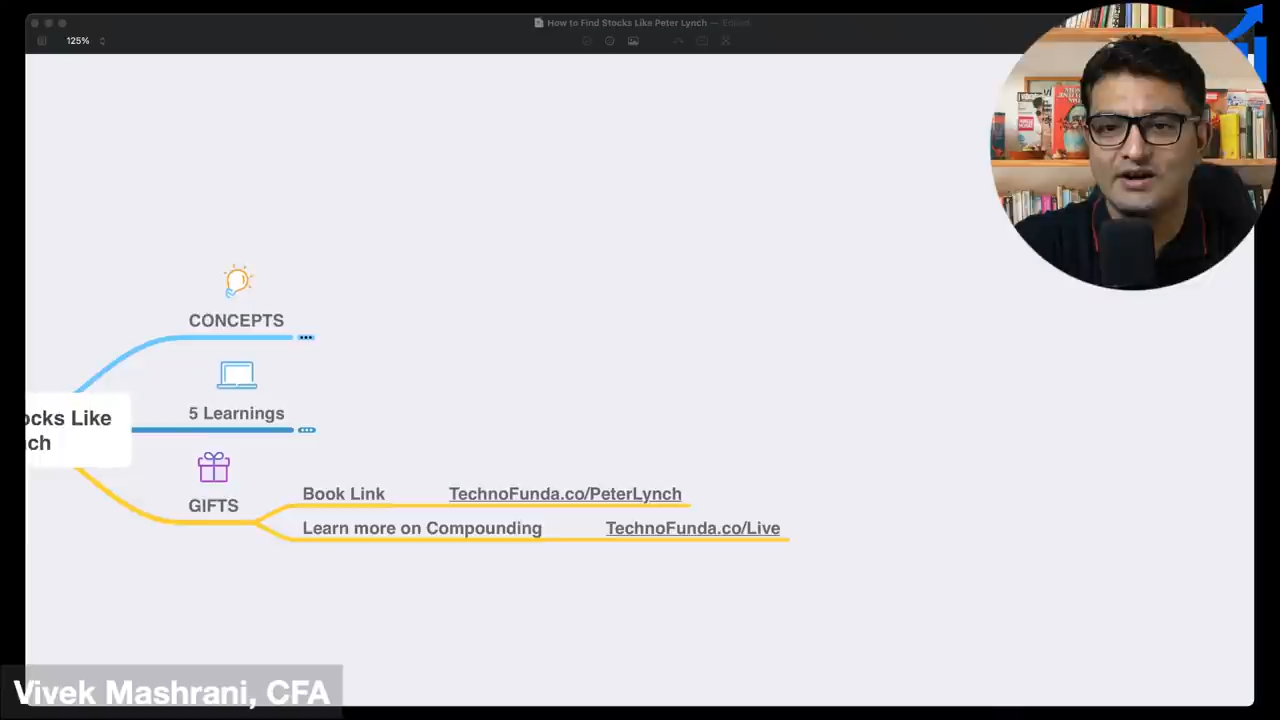 How to Find Stocks Like Peter Lynch — Edited
125%
CONCEPTS
5 Learnings
ocks Like
ch
GIFTS
Book Link
TechnoFunda.co/PeterLynch
Learn more on Compounding
TechnoFunda.co/Live
Vivek Mashrani, CFA